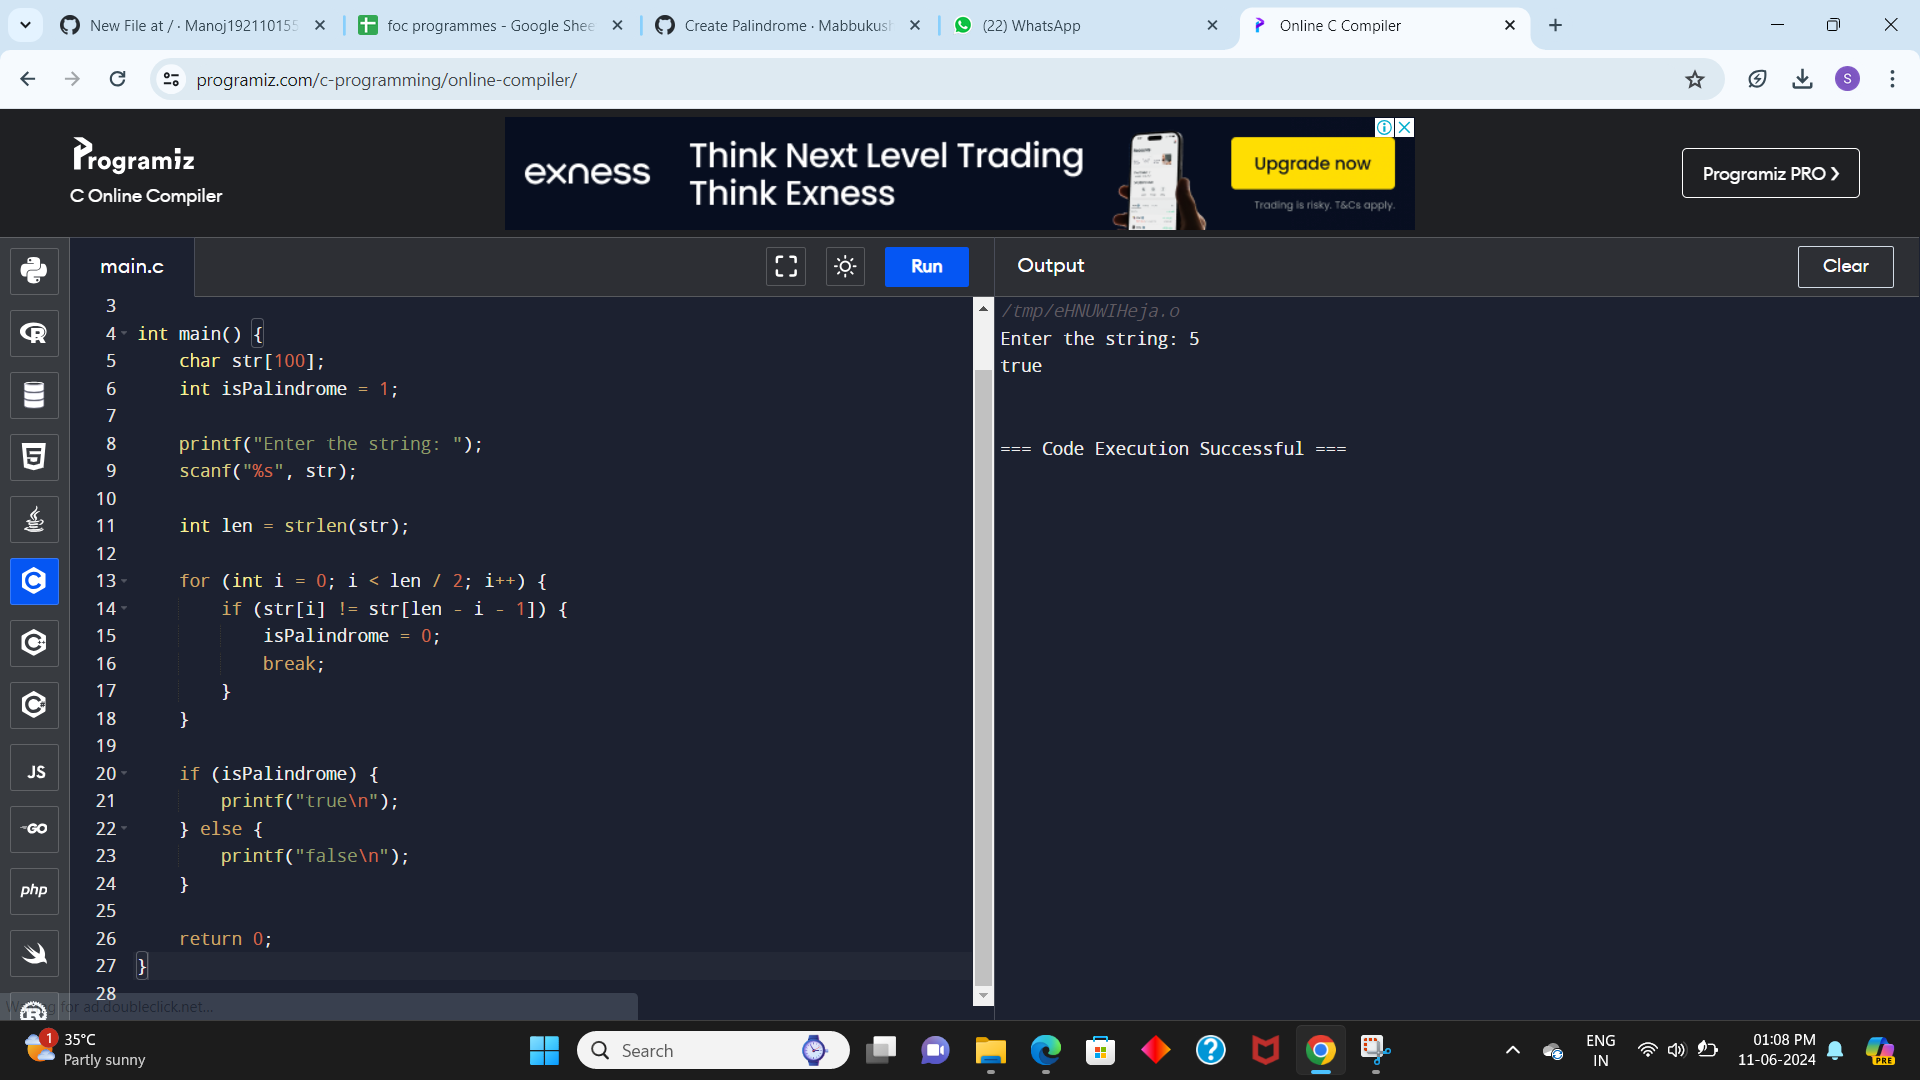 New File at / · Manoj192110155
foc programmes - Google Shee
Create Palindrome · Mabbukush
(22) WhatsApp
Online C Compiler
programiz.com/c-programming/online-compiler/
S
Programiz
C Online Compiler
exness
Think Next Level Trading
Think Exness
Upgrade now
Trading is risky. T&Cs apply.
Programiz PRO
main.c
Run
Output
Clear
3
4 int main() {
5 char str[100];
6 int isPalindrome = 1;
7
8 printf("Enter the string: ");
9 scanf("%s", str);
10
11 int len = strlen(str);
12
13 for (int i = 0; i < len / 2; i++) {
14 if (str[i] != str[len - i - 1]) {
15 isPalindrome = 0;
16 break;
17 }
18 }
19
20 if (isPalindrome) {
21 printf("true\n");
22 } else {
23 printf("false\n");
24 }
25
26 return 0;
27 }
28
/tmp/eHNUWIHeja.o
Enter the string: 5
true
=== Code Execution Successful ===
JS
GO
php
Waiting for ad.doubleclick.net...
1
35°C
Partly sunny
Search
ENG
IN
01:08 PM
11-06-2024
PRE